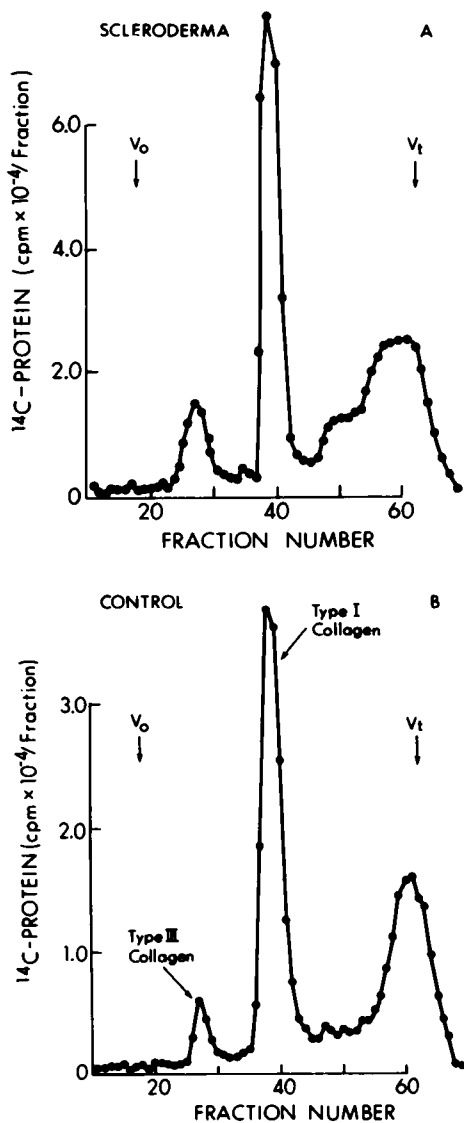 SCLERODERMA
A
¹⁴C-PROTEIN (cpm × 10⁻⁴/ Fraction)
6.0
4.0
2.0
0
Vₒ
Vₜ
20
40
60
FRACTION NUMBER
CONTROL
B
¹⁴C-PROTEIN (cpm × 10⁻⁴/Fraction)
3.0
2.0
1.0
0
Type I
Collagen
Vₒ
Vₜ
Type III
Collagen
20
40
60
FRACTION NUMBER